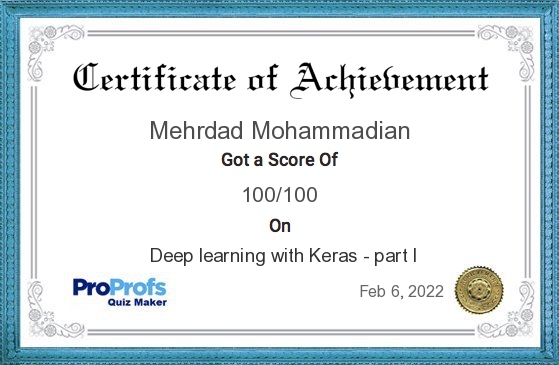 Certificate of Achievement
Mehrdad Mohammadian
Got a Score Of
100/100
On
Deep learning with Keras - part I
ProProfs
Quiz Maker
Feb 6, 2022